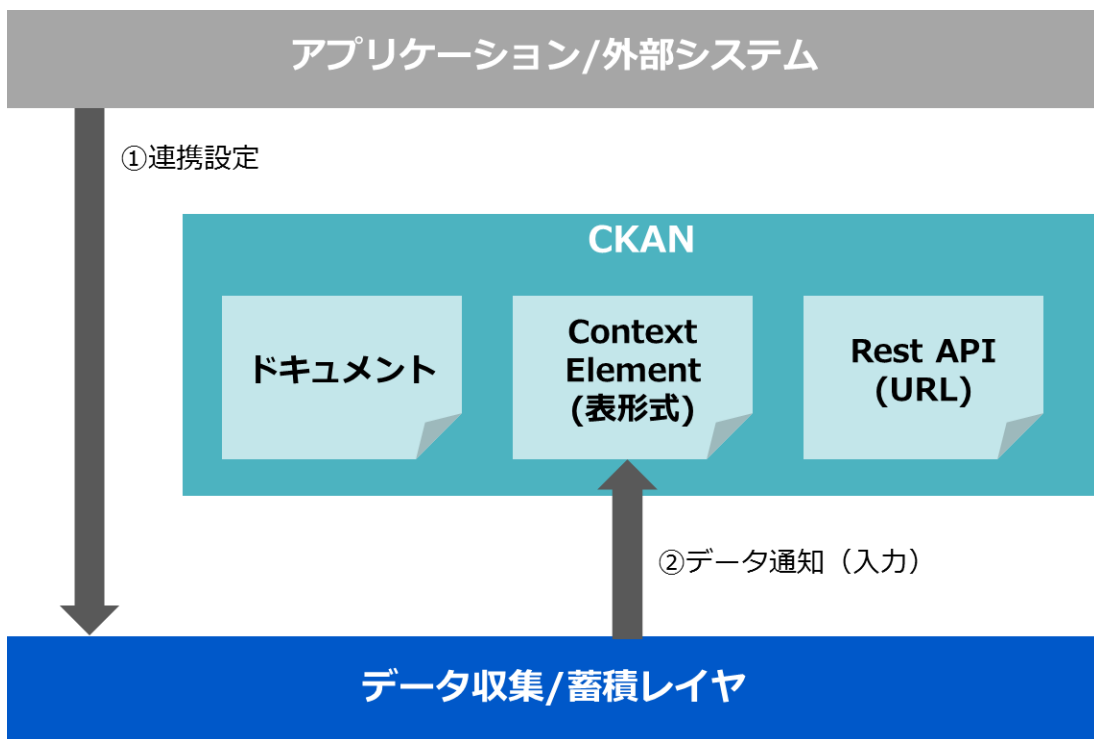 アプリケーション/外部システム
①連携設定
CKAN
ドキュメント
Context
Element
(表形式)
Rest API
(URL)
②データ通知（入力）
データ収集/蓄積レイヤ